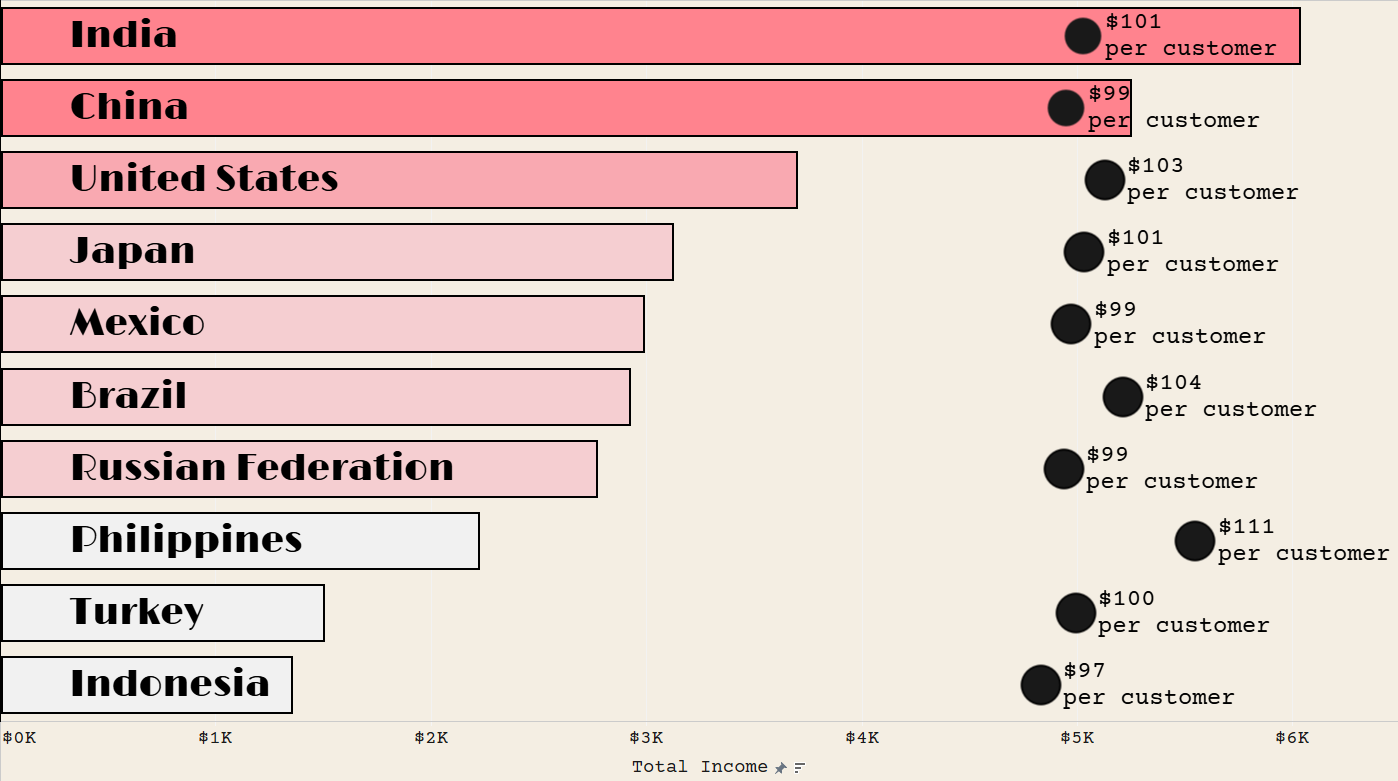 India
$101
per customer
China
$99
per customer
United States
$103
per customer
Japan
$101
per customer
Mexico
$99
per customer
Brazil
$104
per customer
Russian Federation
$99
per customer
Philippines
$111
per customer
Turkey
$100
per customer
Indonesia
$97
per customer
$0K $1K $2K $3K $4K $5K $6K
Total Income